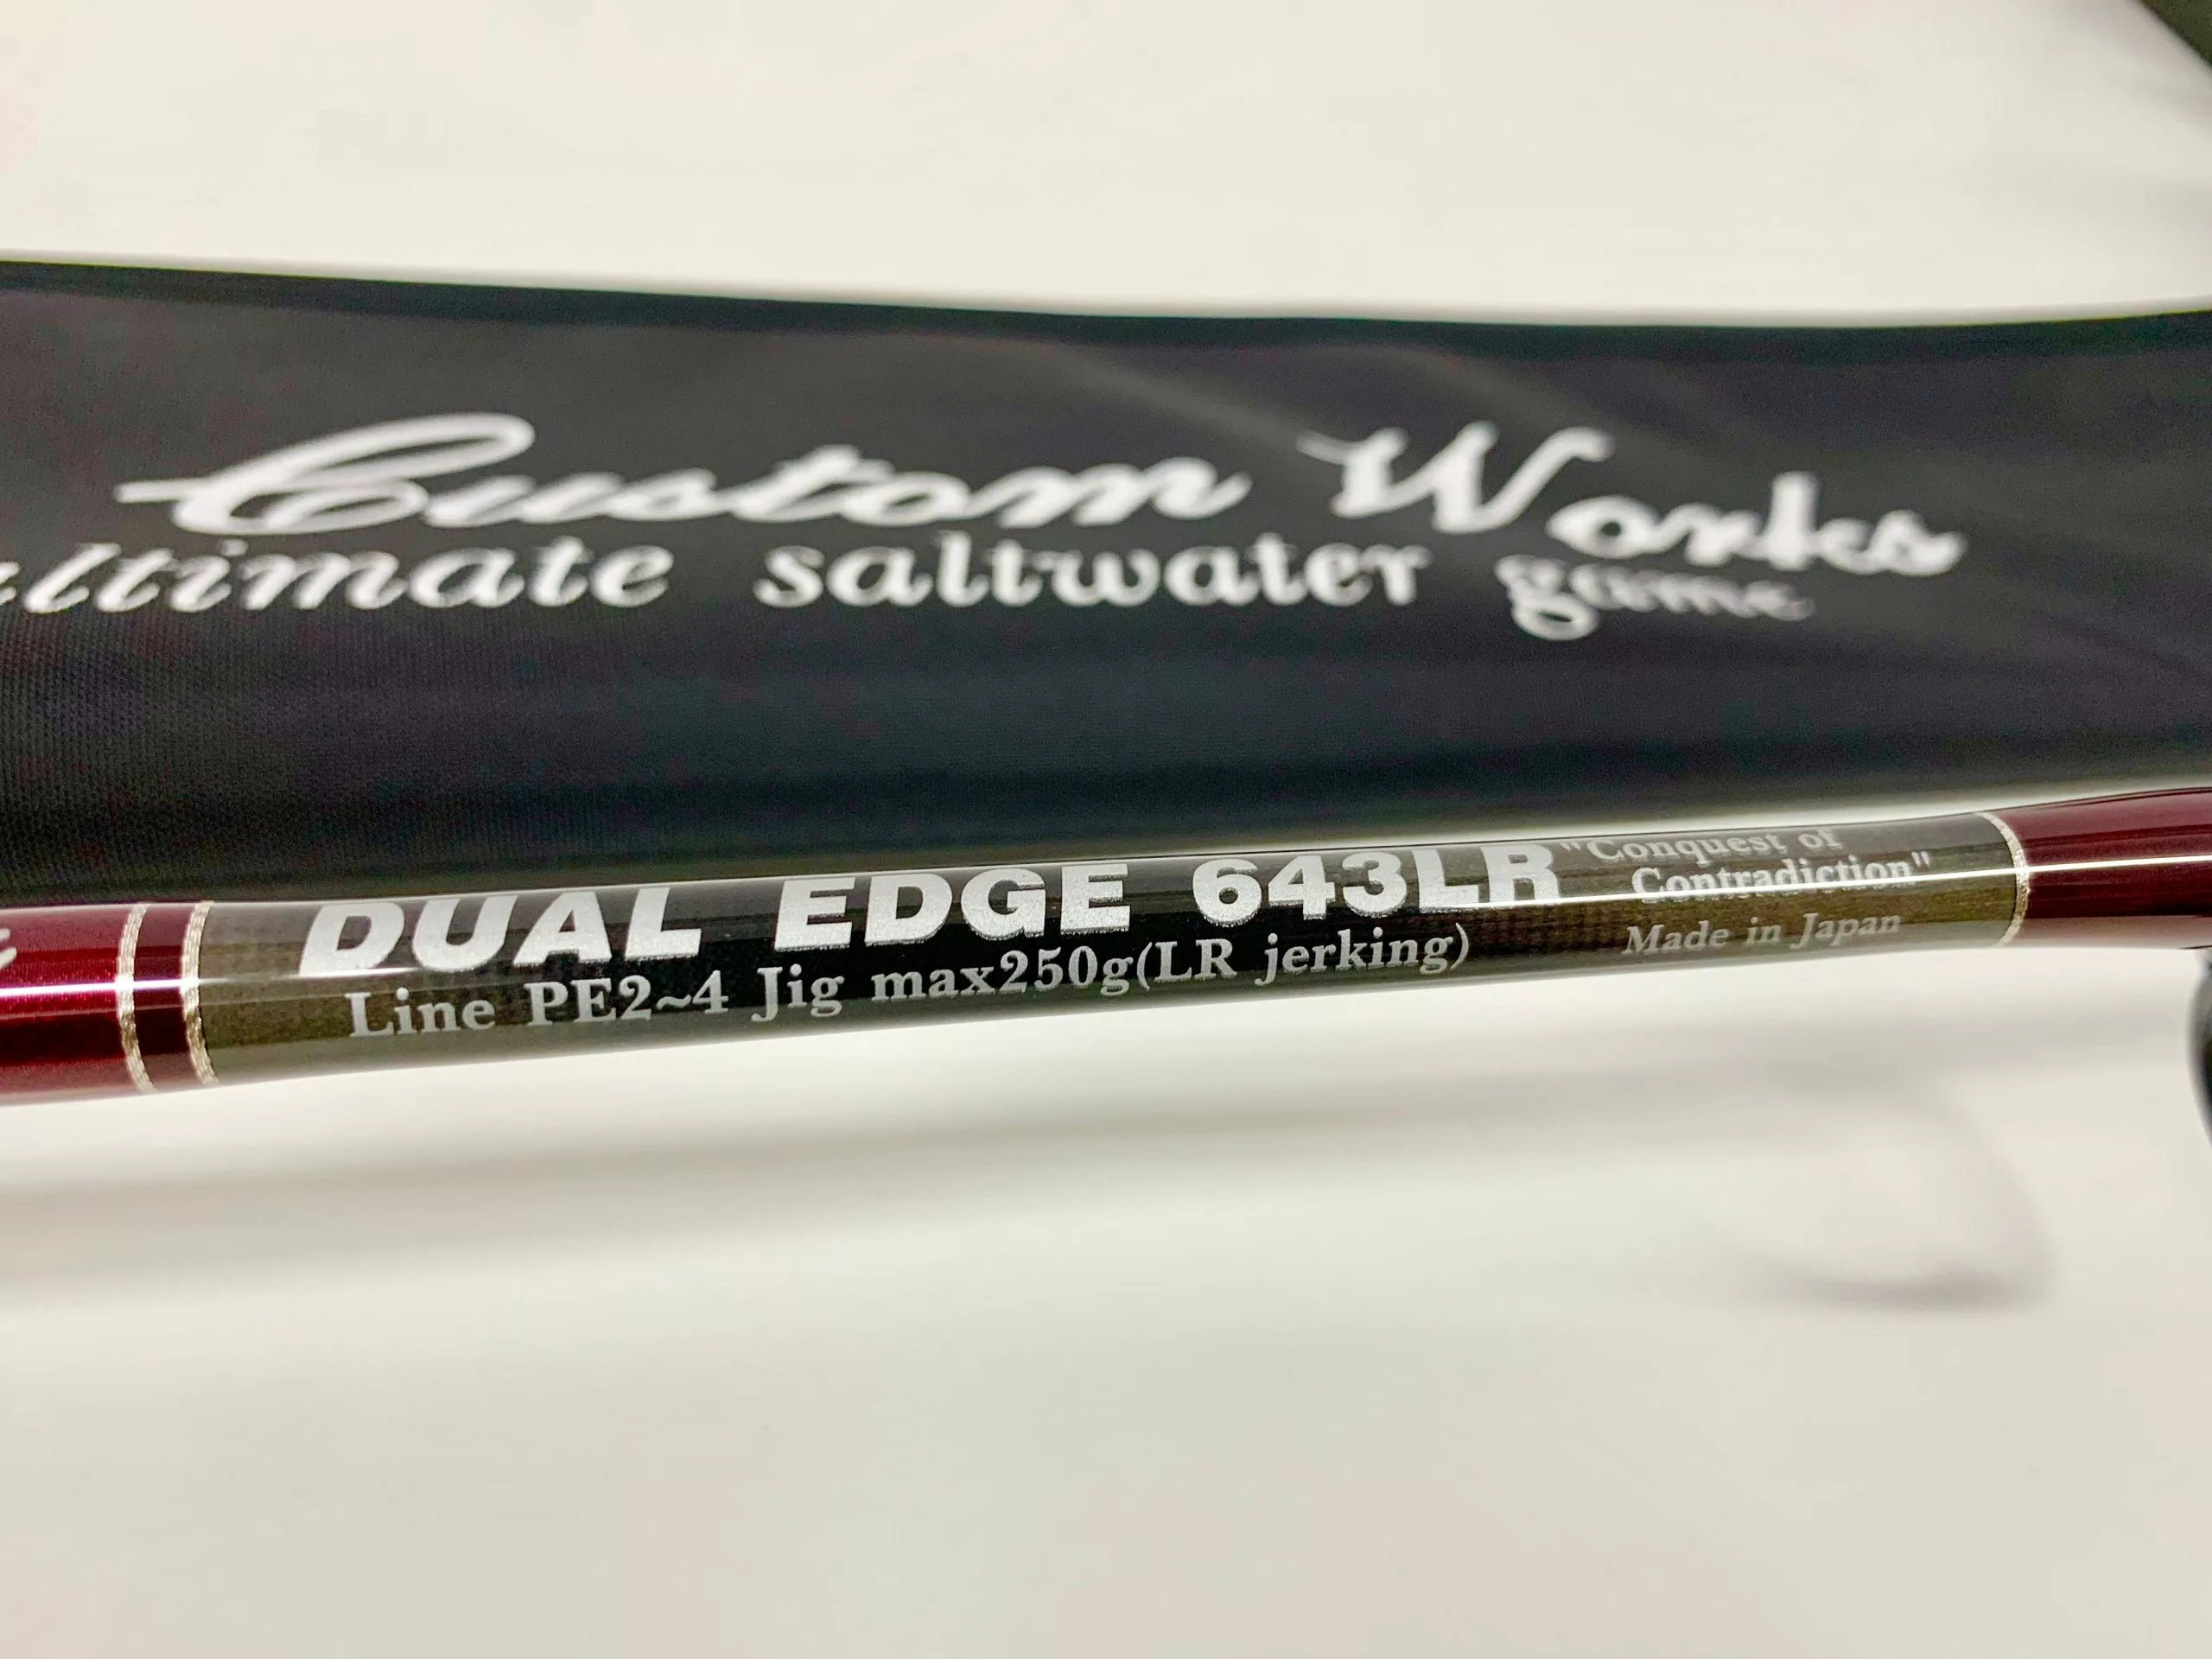 Custom Works
ultimate saltwater game
DUAL EDGE 643LR
"Conquest of
Contradiction"
Line PE2~4 Jig max250g(LR jerking)
Made in Japan